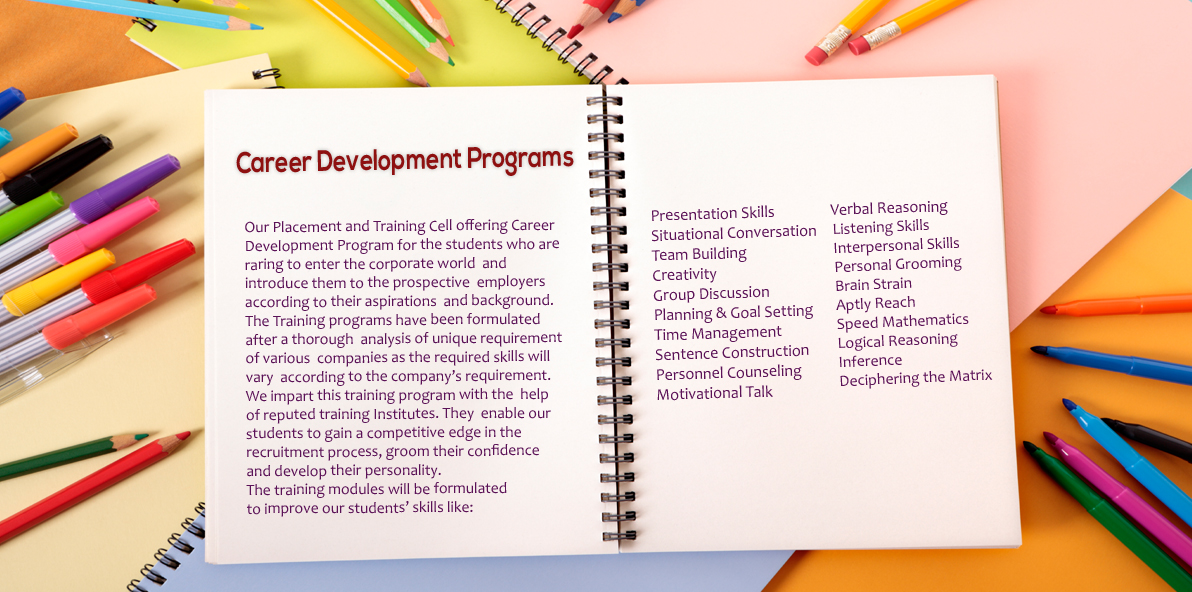 Career Development Programs
Our Placement and Training Cell offering Career
Development Program for the students who are
raring to enter the corporate world and
introduce them to the prospective employers
according to their aspirations and background.
The Training programs have been formulated
after a thorough analysis of unique requirement
of various companies as the required skills will
vary according to the company's requirement.
We impart this training program with the help
of reputed training Institutes. They enable our
students to gain a competitive edge in the
recruitment process, groom their confidence
and develop their personality.
The training modules will be formulated
to improve our students' skills like:
Presentation Skills
Situational Conversation
Team Building
Creativity
Group Discussion
Planning & Goal Setting
Time Management
Sentence Construction
Personnel Counseling
Motivational Talk
Verbal Reasoning
Listening Skills
Interpersonal Skills
Personal Grooming
Brain Strain
Aptly Reach
Speed Mathematics
Logical Reasoning
Inference
Deciphering the Matrix